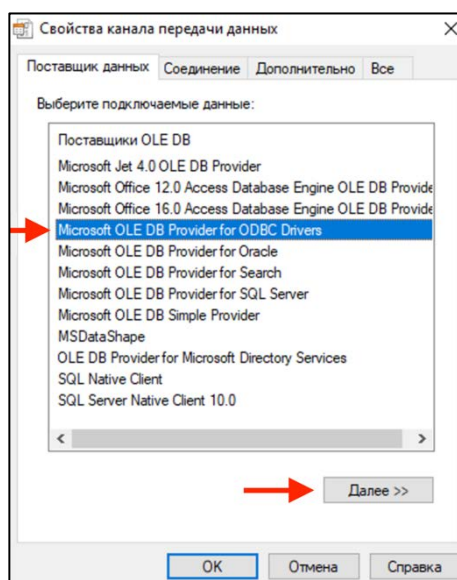 Свойства канала передачи данных
Поставщик данных Соединение Дополнительно Все
Выберите подключаемые данные:
Поставщики OLE DB
Microsoft Jet 4.0 OLE DB Provider
Microsoft Office 12.0 Access Database Engine OLE DB Provide
Microsoft Office 16.0 Access Database Engine OLE DB Provide
Microsoft OLE DB Provider for ODBC Drivers
Microsoft OLE DB Provider for Oracle
Microsoft OLE DB Provider for Search
Microsoft OLE DB Provider for SQL Server
Microsoft OLE DB Simple Provider
MSDataShape
OLE DB Provider for Microsoft Directory Services
SQL Native Client
SQL Server Native Client 10.0
Далее >>
OK Отмена Справка